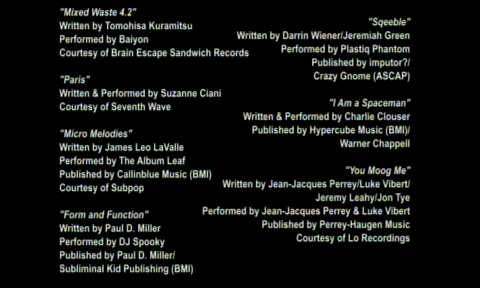 "Mixed Waste 4.2"
Written by Tomohisa Kuramitsu
Performed by Baiyon
Courtesy of Brain Escape Sandwich Records
"Paris"
Written & Performed by Suzanne Ciani
Courtesy of Seventh Wave
"Micro Melodies"
Written by James Leo LaValle
Performed by The Album Leaf
Published by Callinblue Music (BMI)
Courtesy of Subpop
"Form and Function"
Written by Paul D. Miller
Performed by DJ Spooky
Published by Paul D. Miller/
Subliminal Kid Publishing (BMI)
"Sqeeble"
Written by Darrin Wiener/Jeremiah Green
Performed by Plastiq Phantom
Published by imputor?/
Crazy Gnome (ASCAP)
"I Am a Spaceman"
Written & Performed by Charlie Clouser
Published by Hypercube Music (BMI)/
Warner Chappell
"You Moog Me"
Written by Jean-Jacques Perrey/Luke Vibert/
Jeremy Leahy/Jon Tye
Performed by Jean-Jacques Perrey & Luke Vibert
Published by Perrey-Haugen Music
Courtesy of Lo Recordings